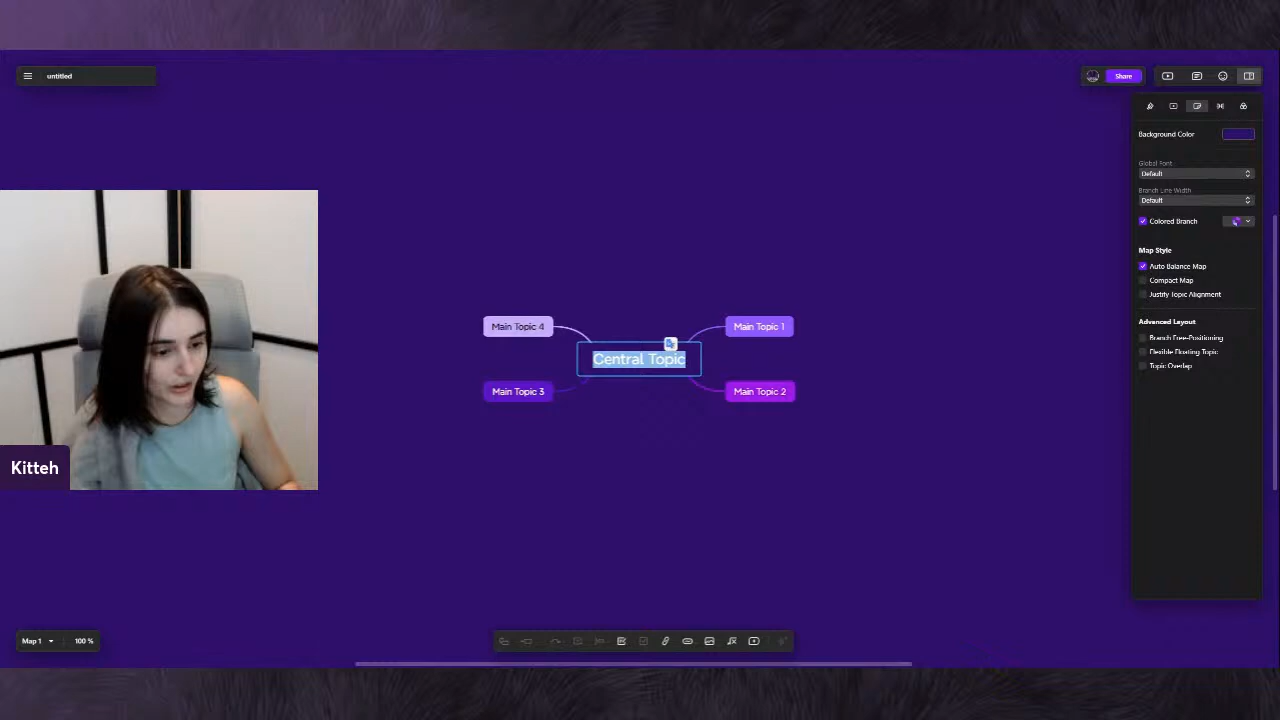 untitled
Share
Background Color
Global Font
Default
Branch Line Width
Default
Colored Branch
Map Style
Auto Balance Map
Compact Map
Justify Topic Alignment
Advanced Layout
Branch Free-Positioning
Flexible Floating Topic
Topic Overlap
Main Topic 4
Main Topic 1
Central Topic
Main Topic 3
Main Topic 2
Kitteh
Map 1
100 %